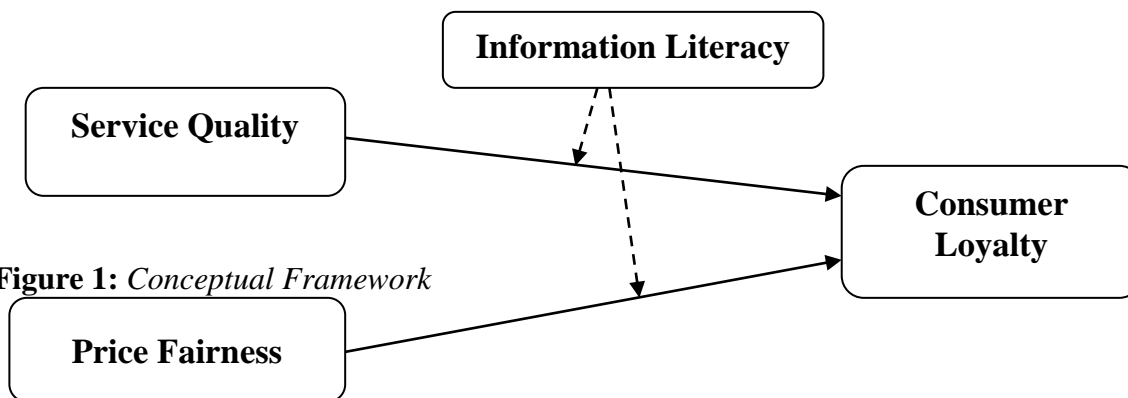 Information Literacy
Service Quality
Consumer
Loyalty
Figure 1: Conceptual Framework
Price Fairness